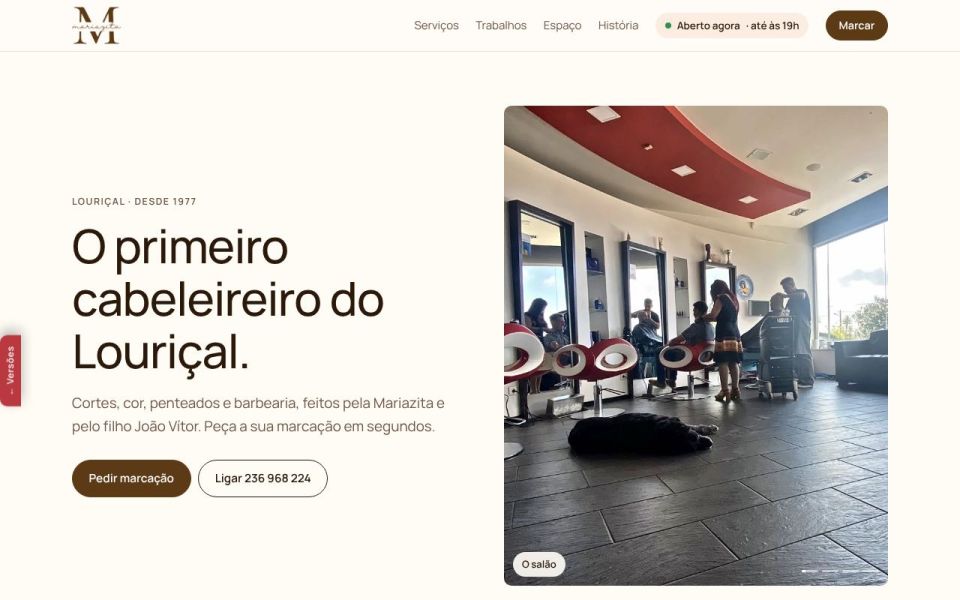 M
mariazita
Serviços
Trabalhos
Espaço
História
Aberto agora · até às 19h
Marcar
LOURIÇAL · DESDE 1977
O primeiro
cabeleireiro do
Louriçal.
Cortes, cor, penteados e barbearia, feitos pela Mariazita e
pelo filho João Vítor. Peça a sua marcação em segundos.
Pedir marcação
Ligar 236 968 224
← Versões
O salão